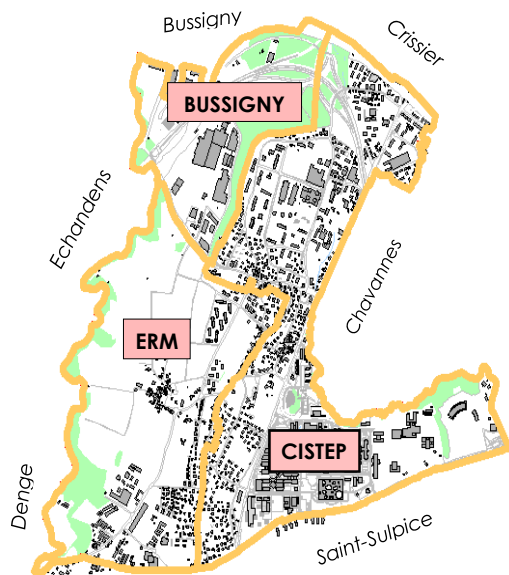 Bussigny
Crissier
BUSSIGNY
Echandens
Chavannes
ERM
CISTEP
Denge
Saint-Sulpice